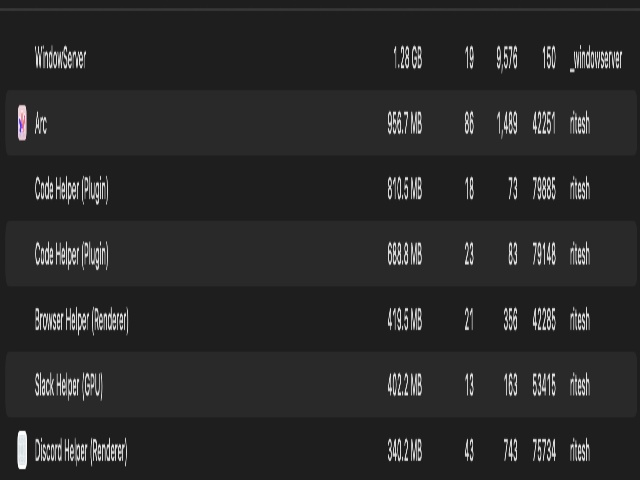 WindowServer 1.28 GB 19 9,576 150 _windowserver
Arc 956.7 MB 86 1,489 42251 ritesh
Code Helper (Plugin) 810.5 MB 18 73 79885 ritesh
Code Helper (Plugin) 688.8 MB 23 83 79148 ritesh
Browser Helper (Renderer) 419.5 MB 21 356 42285 ritesh
Slack Helper (GPU) 402.2 MB 13 163 53415 ritesh
Discord Helper (Renderer) 340.2 MB 43 743 75734 ritesh